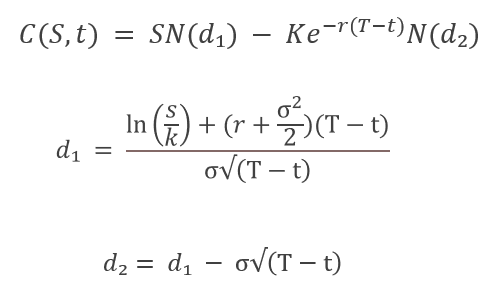 C(S, t) = SN(d₁) − Ke^−r(T−t) N(d₂)
d₁ = (ln(s/k) + (r + σ²/2)(T − t)) / (σ√(T − t))
d₂ = d₁ − σ√(T − t)